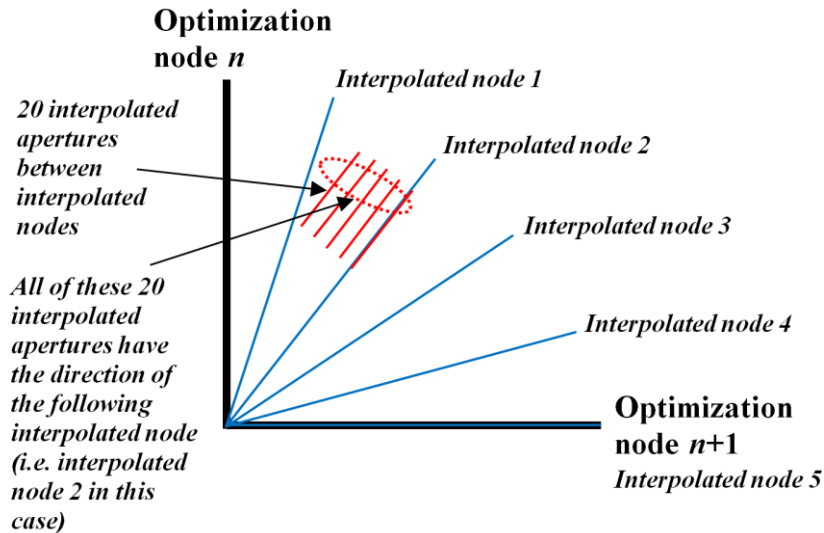 Optimization
node n
Interpolated node 1
20 interpolated
apertures
between
interpolated
nodes
Interpolated node 2
Interpolated node 3
All of these 20
interpolated
apertures have
the direction of
the following
interpolated node
(i.e. interpolated
node 2 in this
case)
Interpolated node 4
Optimization
node n+1
Interpolated node 5